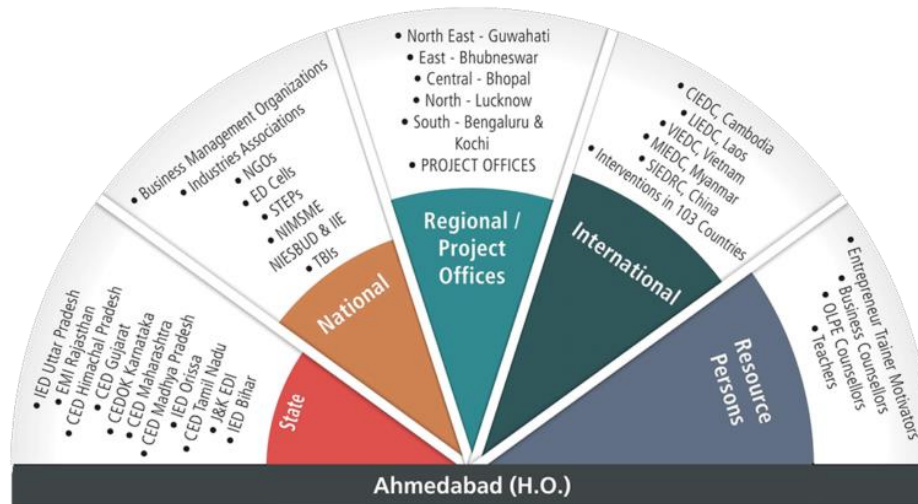 • IED Uttar Pradesh
• EMI Rajasthan
• CED Himachal Pradesh
• CED Gujarat
• CEDOK Karnataka
• CED Maharashtra
• CED Madhya Pradesh
• IED Orissa
• CED Tamil Nadu
• J&K EDI
• IED Bihar
State
• Business Management Organizations
• Industries Associations
• NGOs
• ED Cells
• STEPs
• NIMSME
NIESBUD & IIE
• TBIs
National
• North East - Guwahati
• East - Bhubneswar
• Central - Bhopal
• North - Lucknow
• South - Bengaluru &
Kochi
• PROJECT OFFICES
Regional /
Project
Offices
• CIEDC, Cambodia
• LIEDC, Laos
• VIEDC, Vietnam
• MIEDC, Myanmar
• SIEDRC, China
• Interventions in 103 Countries
International
• Entrepreneur Trainer Motivators
• Business Counsellors
• OLPE Counsellors
• Teachers
Resource
Persons
Ahmedabad (H.O.)